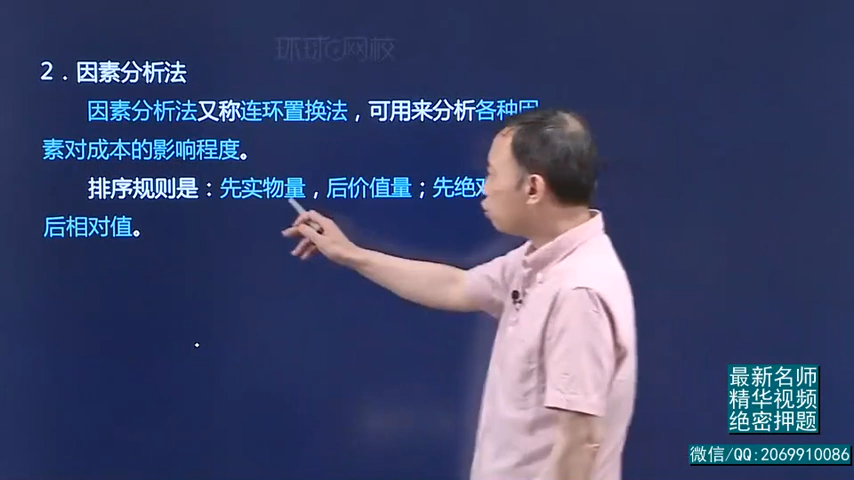 环球网校
2．因素分析法
因素分析法又称连环置换法，可用来分析各种因
素对成本的影响程度。
排序规则是：先实物量，后价值量；先绝
后相对值。
最新名师
精华视频
绝密押题
微信/QQ:2069910086